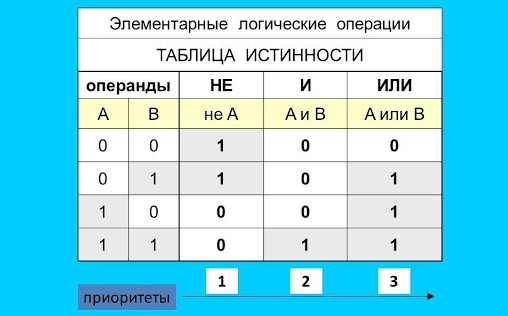 Элементарные логические операции
ТАБЛИЦА ИСТИННОСТИ
операнды НЕ И ИЛИ
А В не А А и В А или В
0 0 1 0 0
0 1 1 0 1
1 0 0 0 1
1 1 0 1 1
приоритеты 1 2 3